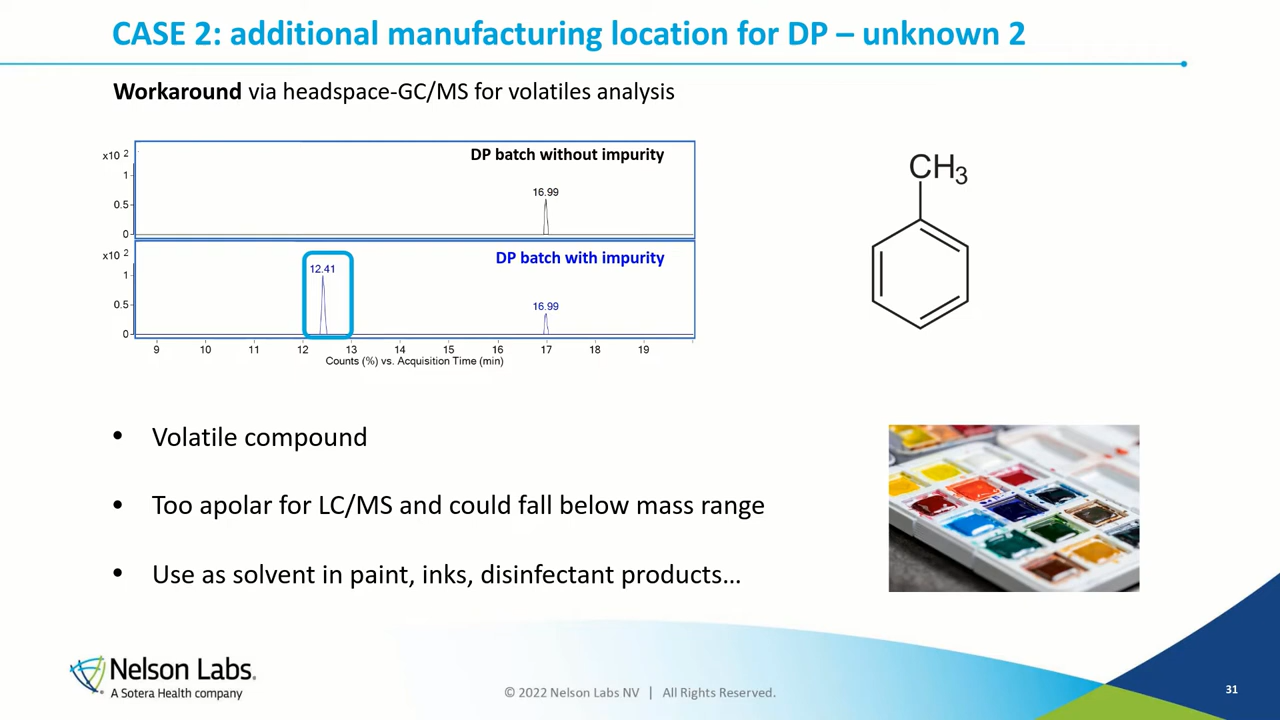 CASE 2: additional manufacturing location for DP – unknown 2
Workaround via headspace-GC/MS for volatiles analysis
x10 2
DP batch without impurity
1
16.99
0.5
0
x10 2
DP batch with impurity
12.41
1
0.5
16.99
0
9 10 11 12 13 14 15 16 17 18 19
Counts (%) vs. Acquisition Time (min)
CH3
• Volatile compound
• Too apolar for LC/MS and could fall below mass range
• Use as solvent in paint, inks, disinfectant products…
Nelson Labs.
A Sotera Health company
© 2022 Nelson Labs NV | All Rights Reserved.
31